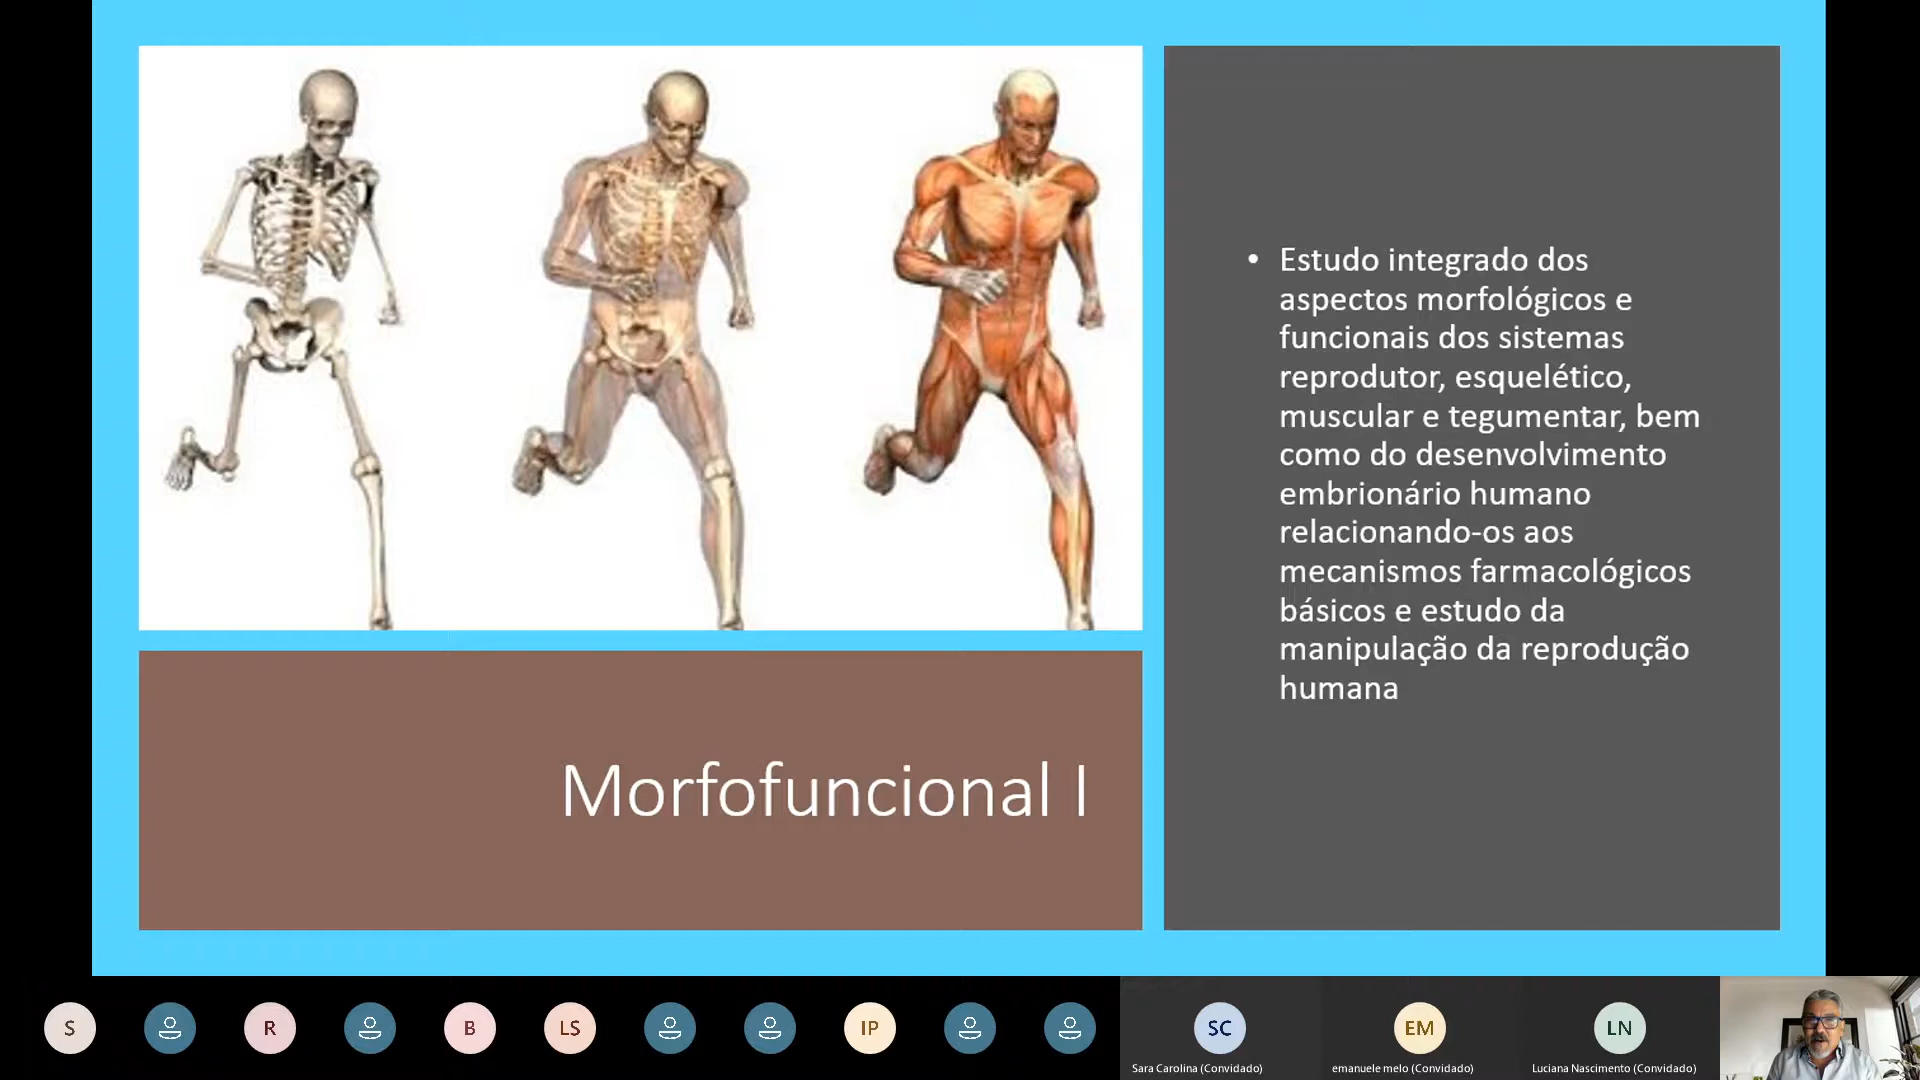 • Estudo integrado dos
aspectos morfológicos e
funcionais dos sistemas
reprodutor, esquelético,
muscular e tegumentar, bem
como do desenvolvimento
embrionário humano
relacionando-os aos
mecanismos farmacológicos
básicos e estudo da
manipulação da reprodução
humana
Morfofuncional I
S
R
B
LS
IP
SC
EM
LN
Sara Carolina (Convidado)
emanuele melo (Convidado)
Luciana Nascimento (Convidado)